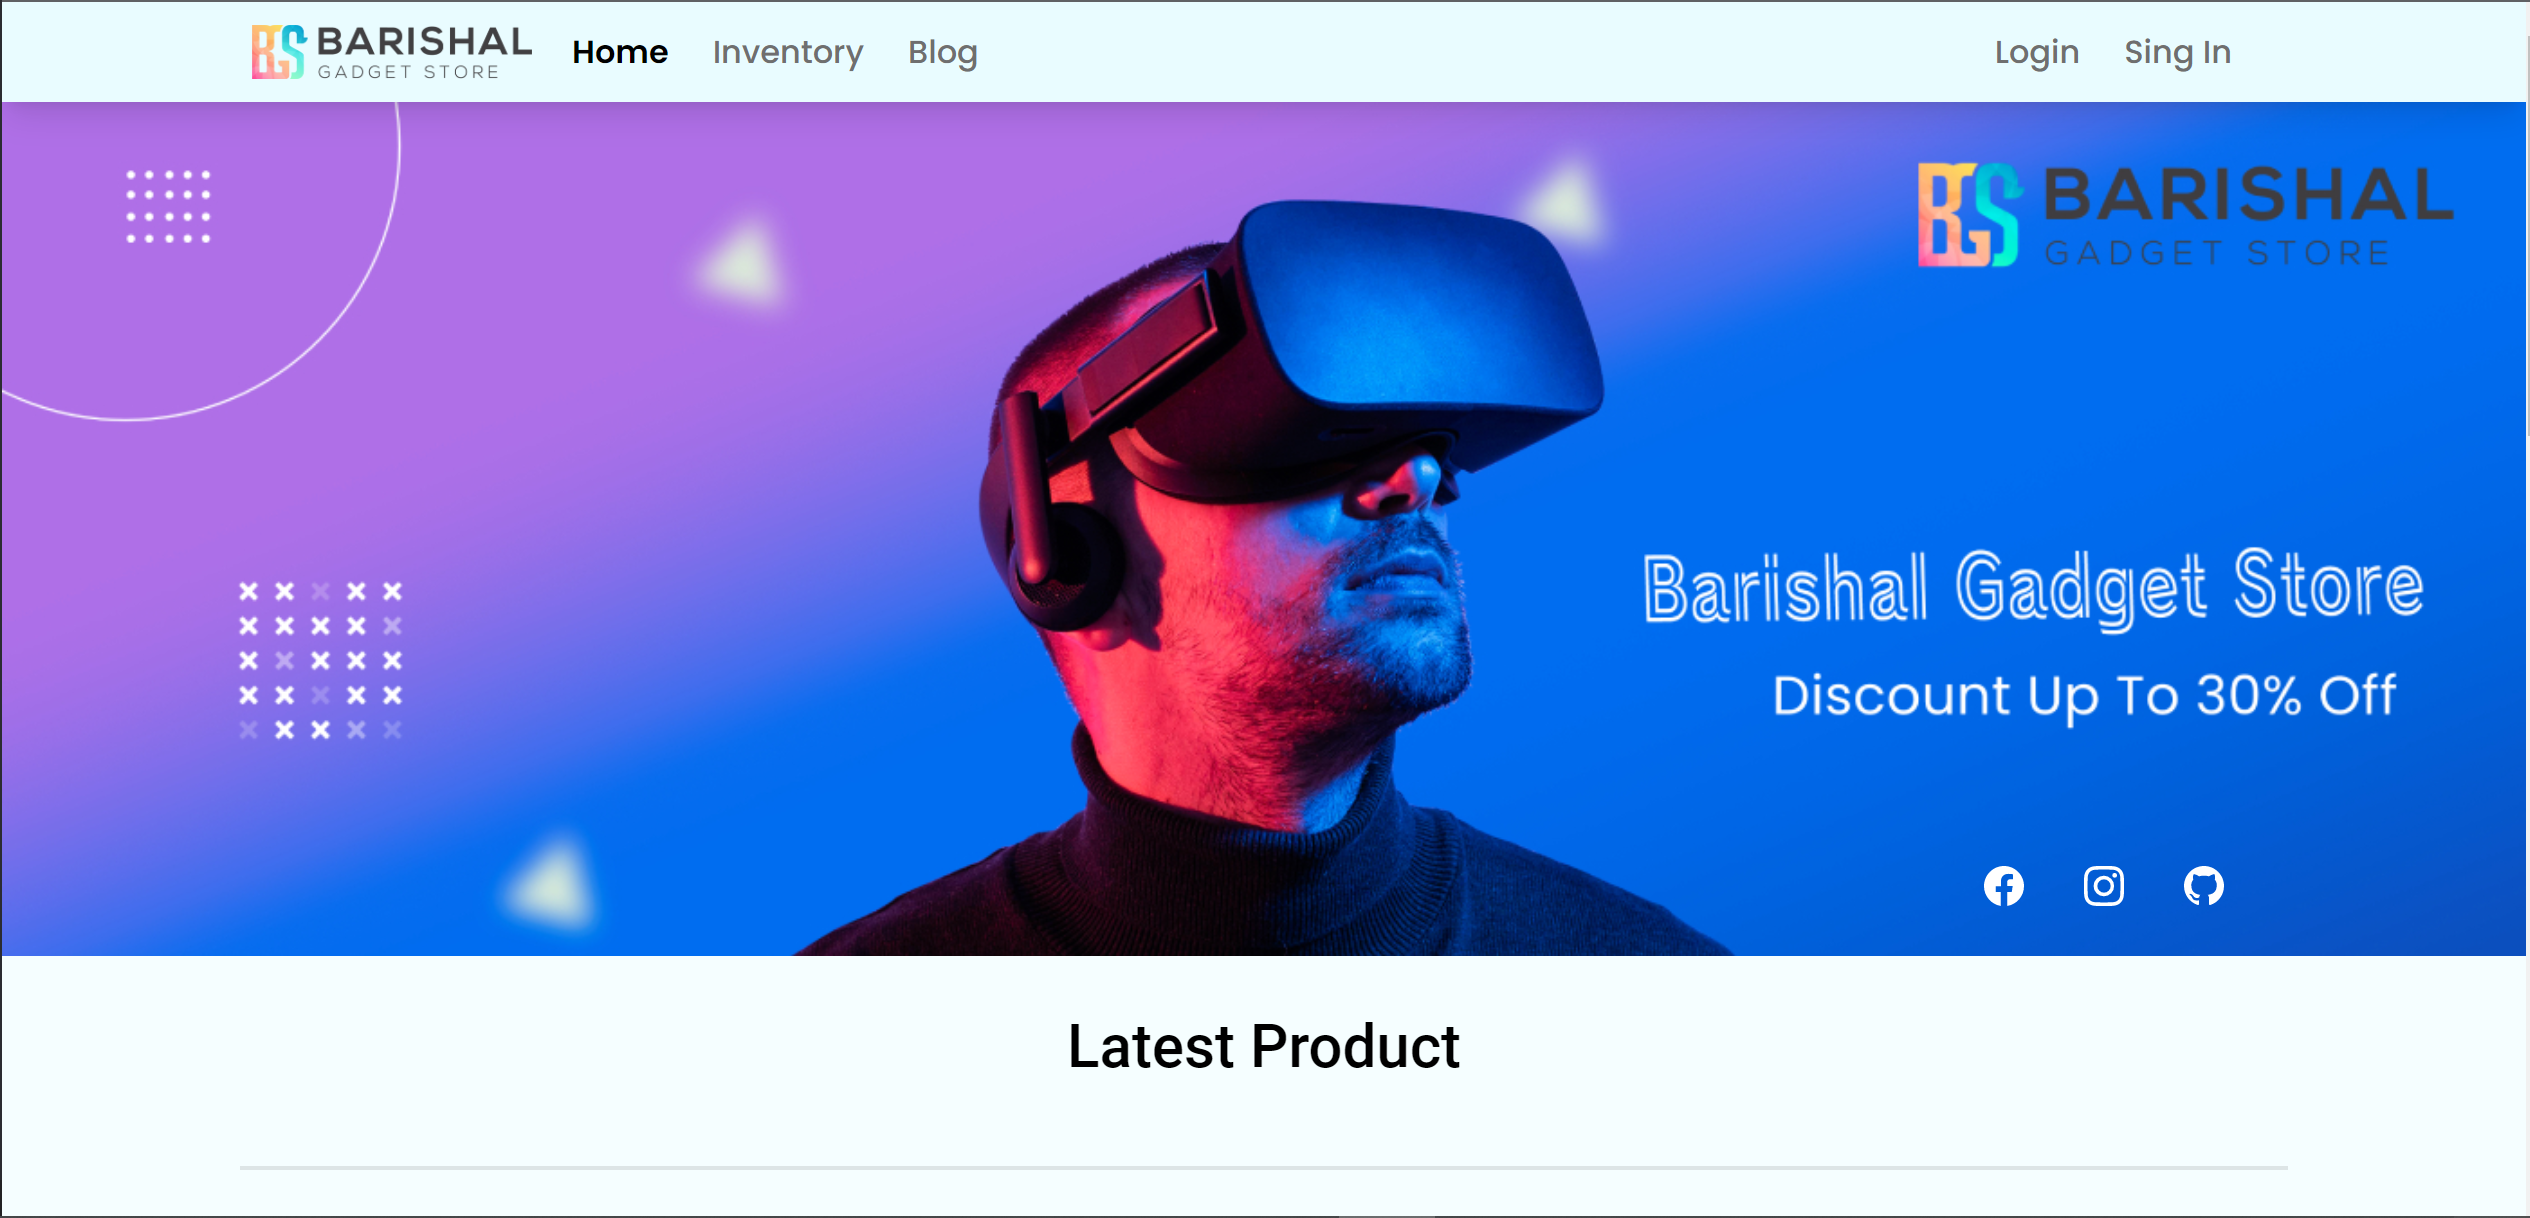 BGS BARISHAL
GADGET STORE
Home Inventory Blog
Login Sing In
BGS BARISHAL
GADGET STORE
Barishal Gadget Store
Discount Up To 30% Off
Latest Product